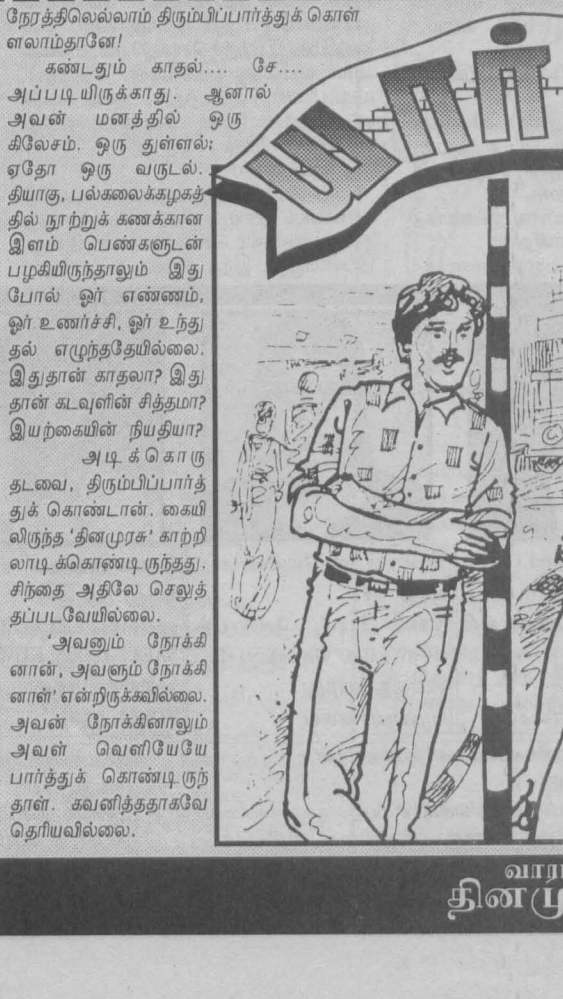 நேரத்திலெல்லாம் திரும்பிப்பார்த்துக் கொள்
ளலாம்தானே!
கண்டதும் காதல்.... சே....
அப்படியிருக்காது. ஆனால்
அவன் மனத்தில் ஒரு
கிலேசம். ஒரு துள்ளல்;
ஏதோ ஒரு வருடல்.
தியாகு, பல்கலைக்கழகத்
தில் நூற்றுக் கணக்கான
இளம் பெண்களுடன்
பழகியிருந்தாலும் இது
போல் ஓர் எண்ணம்,
ஓர் உணர்ச்சி, ஓர் உந்து
தல் எழுந்ததேயில்லை.
இதுதான் காதலா? இது
தான் கடவுளின் சித்தமா?
இயற்கையின் நியதியா?
அடிக்கொரு
தடவை, திரும்பிப்பார்த்
துக் கொண்டான். கையி
லிருந்த 'தினமுரசு' காற்றி
லாடிக்கொண்டிருந்தது.
சிந்தை அதிலே செலுத்
தப்படவேயில்லை.
'அவனும் நோக்கி
னான், அவளும் நோக்கி
னாள்' என்றிருக்கவில்லை.
அவன் நோக்கினாலும்
அவள் வெளியேயே
பார்த்துக் கொண்டிருந்
தாள். கவனித்ததாகவே
தெரியவில்லை.
யார்
வார
தினமு